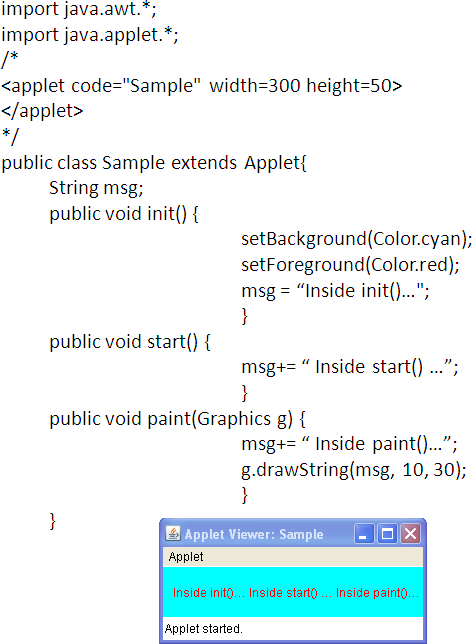 import java.awt.*;
import java.applet.*;
/*
<applet code="Sample" width=300 height=50>
</applet>
*/
public class Sample extends Applet{
String msg;
public void init() {
setBackground(Color.cyan);
setForeground(Color.red);
msg = “Inside init()…";
}
public void start() {
msg+= “ Inside start() …”;
}
public void paint(Graphics g) {
msg+= “ Inside paint()…”;
g.drawString(msg, 10, 30);
}
}
Applet Viewer: Sample
Applet
Inside init()… Inside start() … Inside paint()…
Applet started.